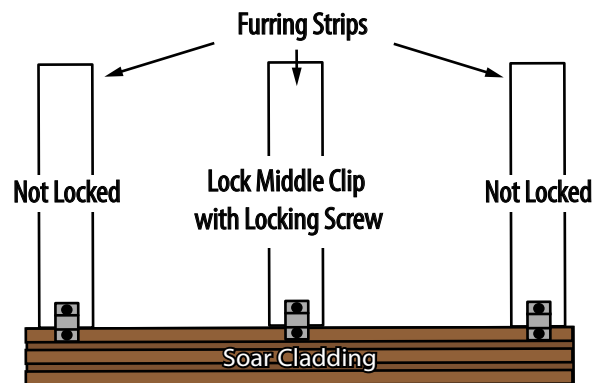 Furring Strips
Not Locked
Lock Middle Clip
with Locking Screw
Not Locked
Soar Cladding